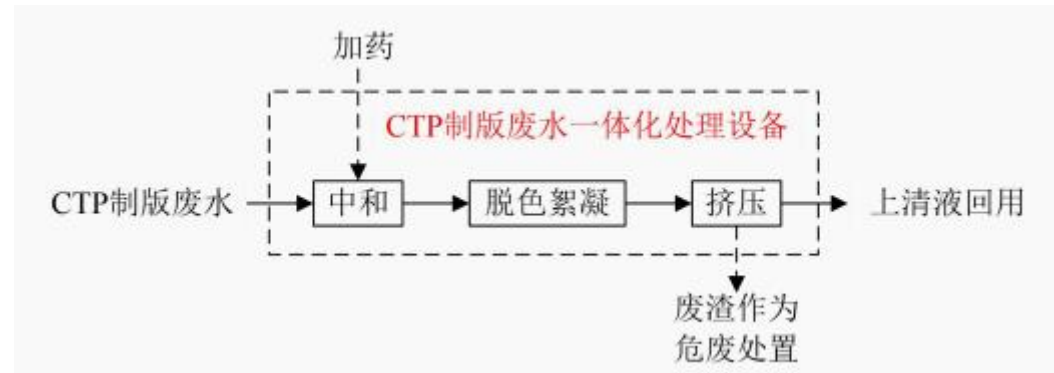 加药
CTP制版废水一体化处理设备
CTP制版废水
中和
脱色絮凝
挤压
上清液回用
废渣作为
危废处置